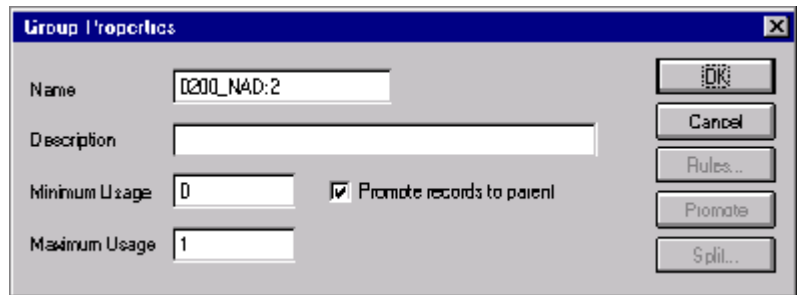 Group Properties
Name
0200_NAD:2
OK
Description
Cancel
Rules...
Minimum Usage
0
Promote records to parent
Promote
Maximum Usage
1
Split...